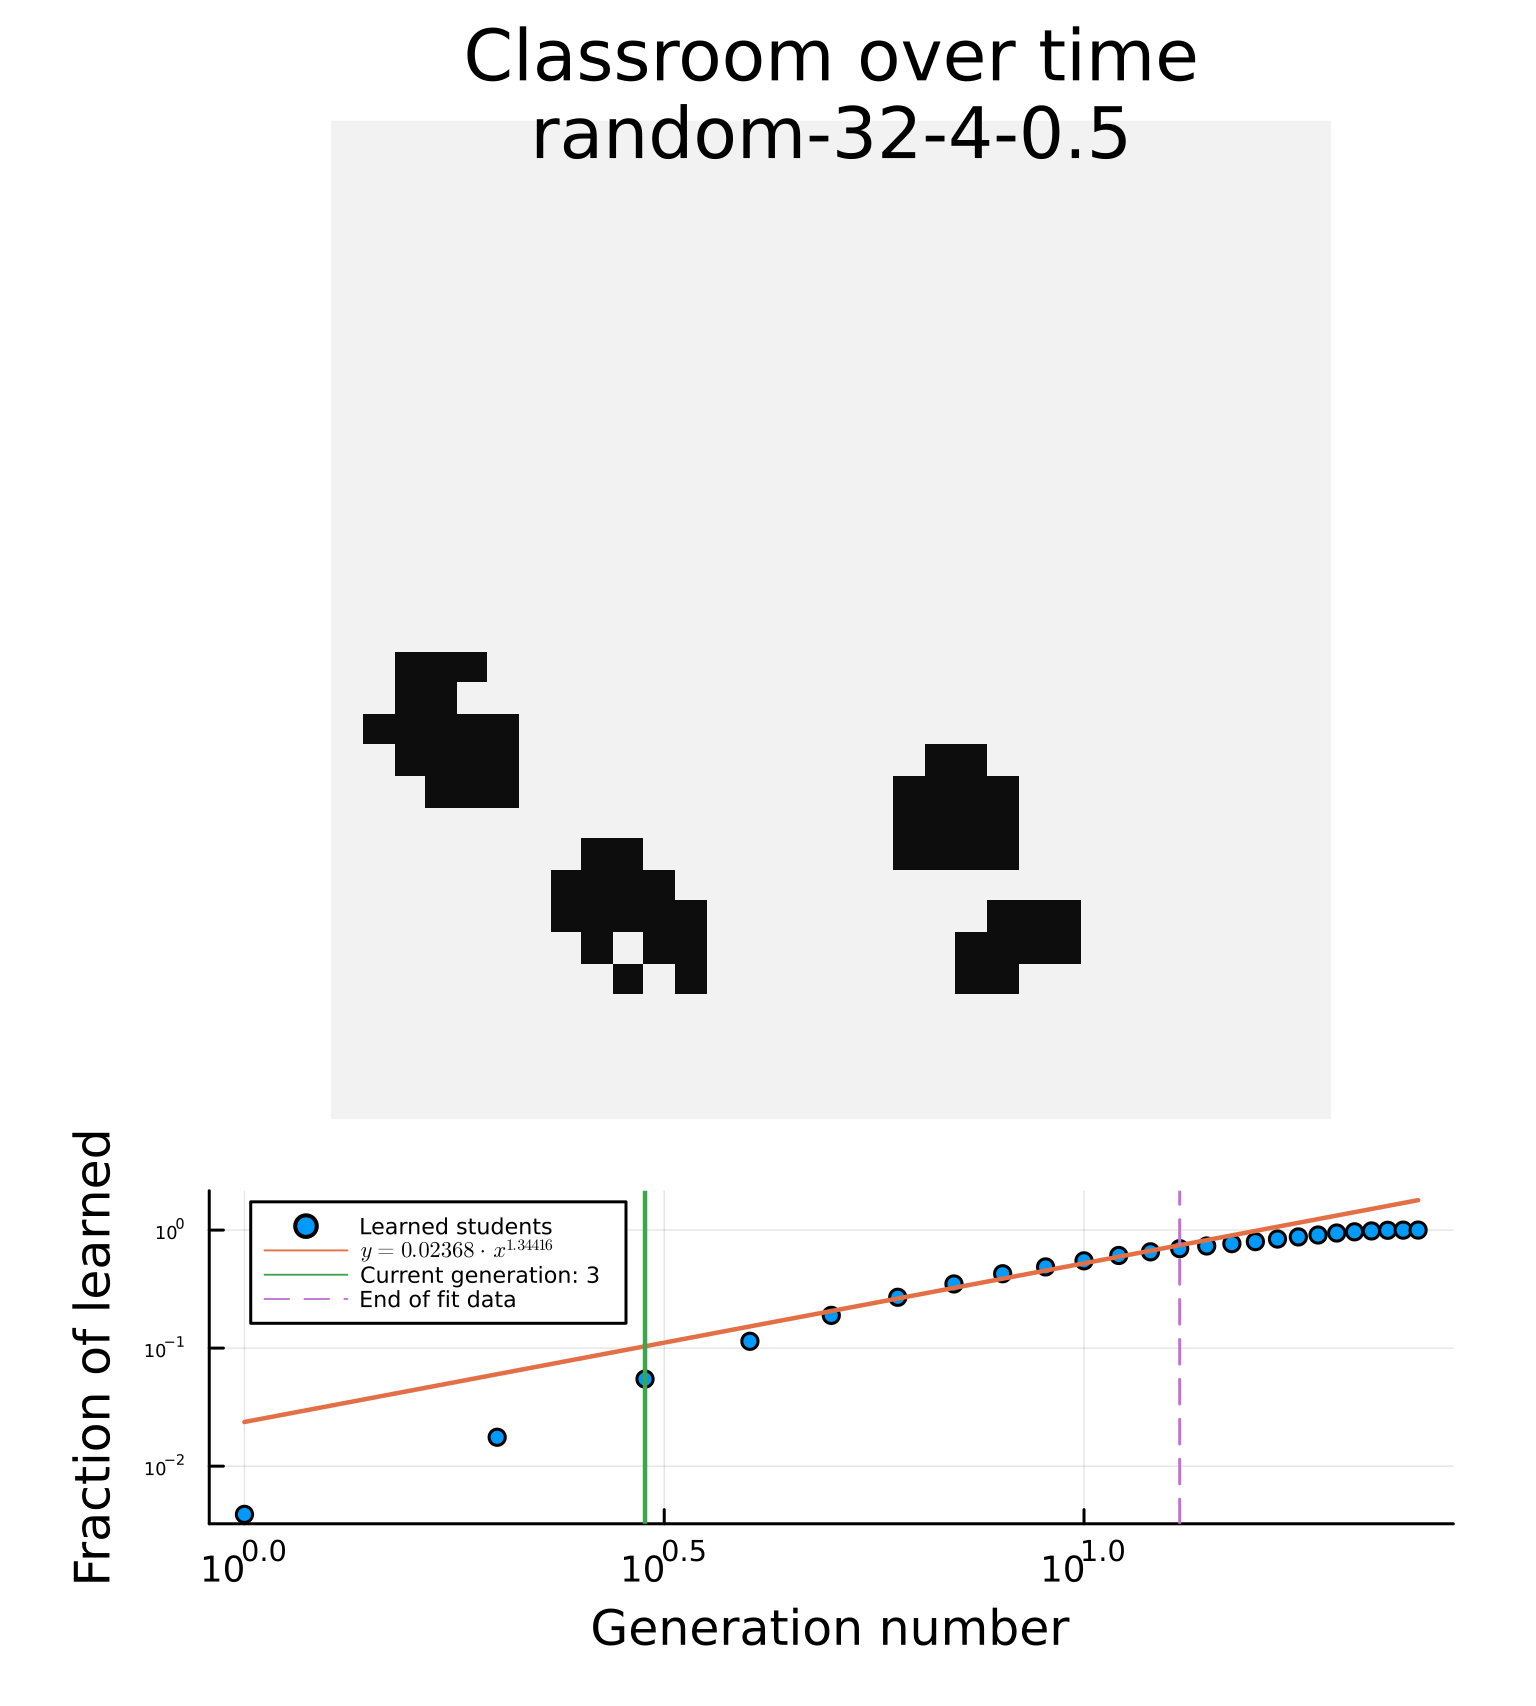 Classroom over time
random-32-4-0.5
Fraction of learned
10⁰
10⁻¹
10⁻²
Learned students
y = 0.02368 · x^1.34416
Current generation: 3
End of fit data
10^0.0 10^0.5 10^1.0
Generation number